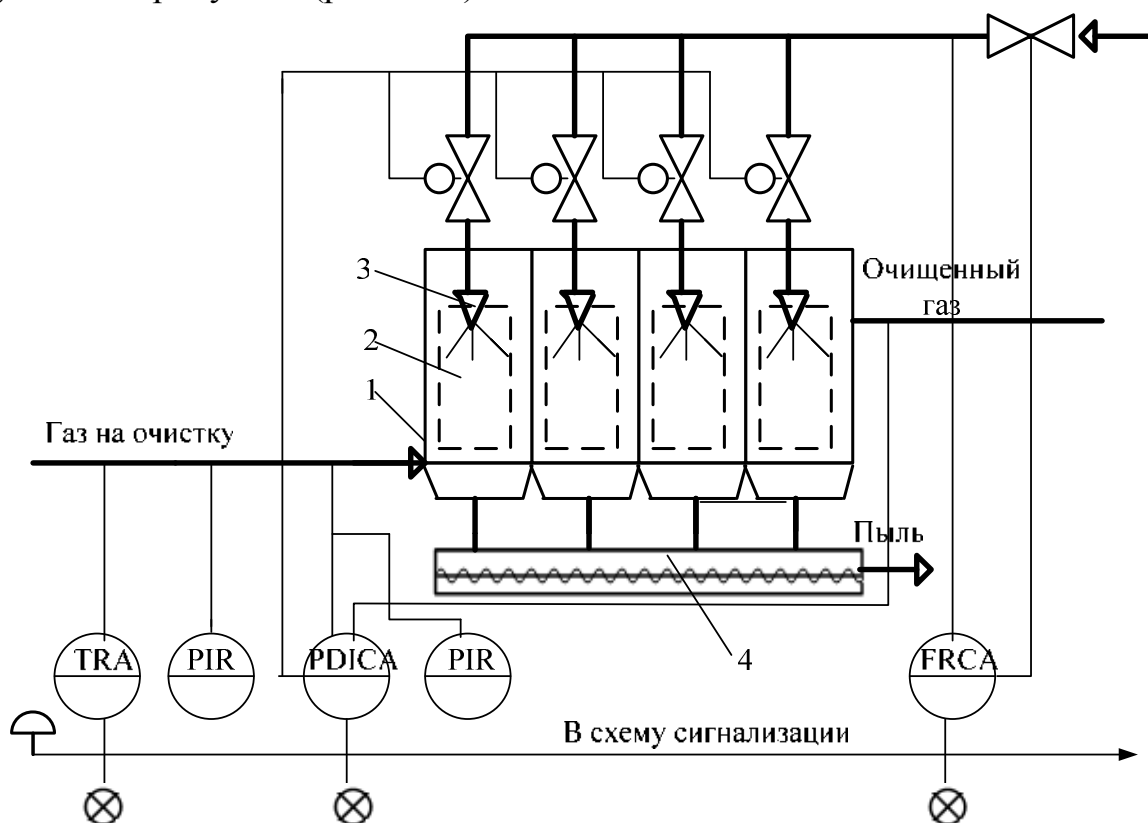 3
2
1
Очищенный
газ
Газ на очистку
Пыль
4
TRA
PIR
PDICA
PIR
FRCA
В схему сигнализации